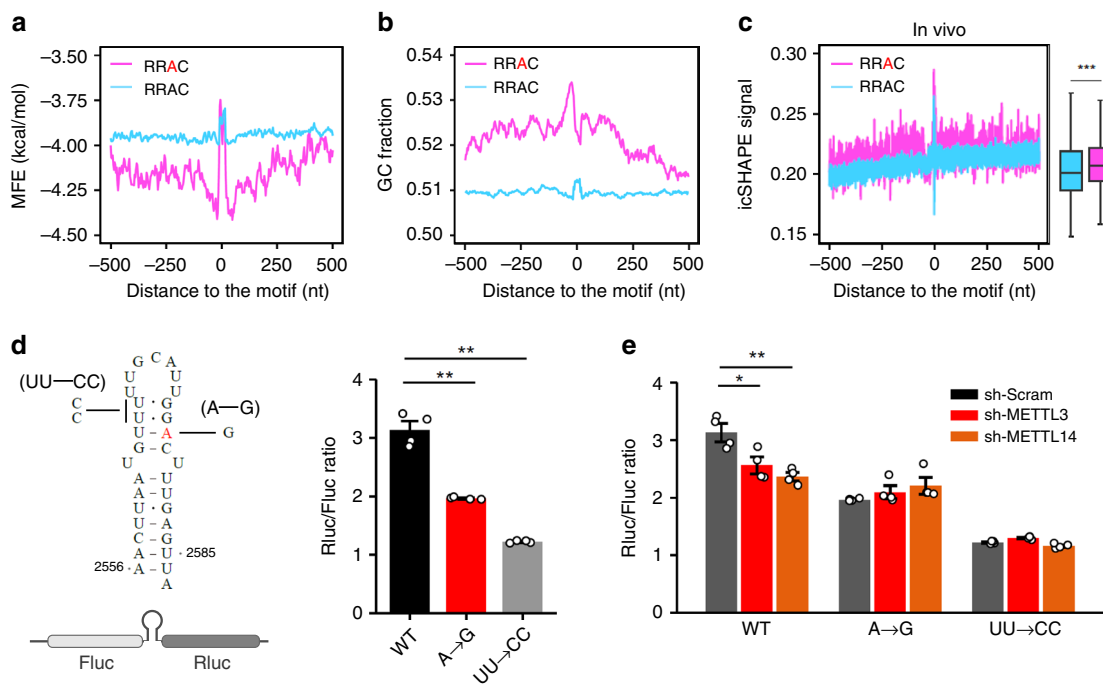 a
−3.50
−3.75
−4.00
−4.25
−4.50
MFE (kcal/mol)
RRAC
RRAC
−500
−250
0
250
500
Distance to the motif (nt)
b
0.54
0.53
0.52
0.51
0.50
GC fraction
RRAC
RRAC
−500
−250
0
250
500
Distance to the motif (nt)
c
In vivo
0.30
0.25
0.20
0.15
icSHAPE signal
RRAC
RRAC
***
−500
−250
0
250
500
Distance to the motif (nt)
d
(UU—CC)
C
C
G C A
U U
U U
U · G
U · G
U – A
G – C
U U
A – U
A – U
U · G
U – A
C – G
A – U
2556 · A U · 2585
A
(A—G)
G
Fluc
Rluc
4
3
2
1
0
Rluc/Fluc ratio
**
**
WT
A→G
UU→CC
e
4
3
2
1
0
Rluc/Fluc ratio
**
*
sh-Scram
sh-METTL3
sh-METTL14
WT
A→G
UU→CC